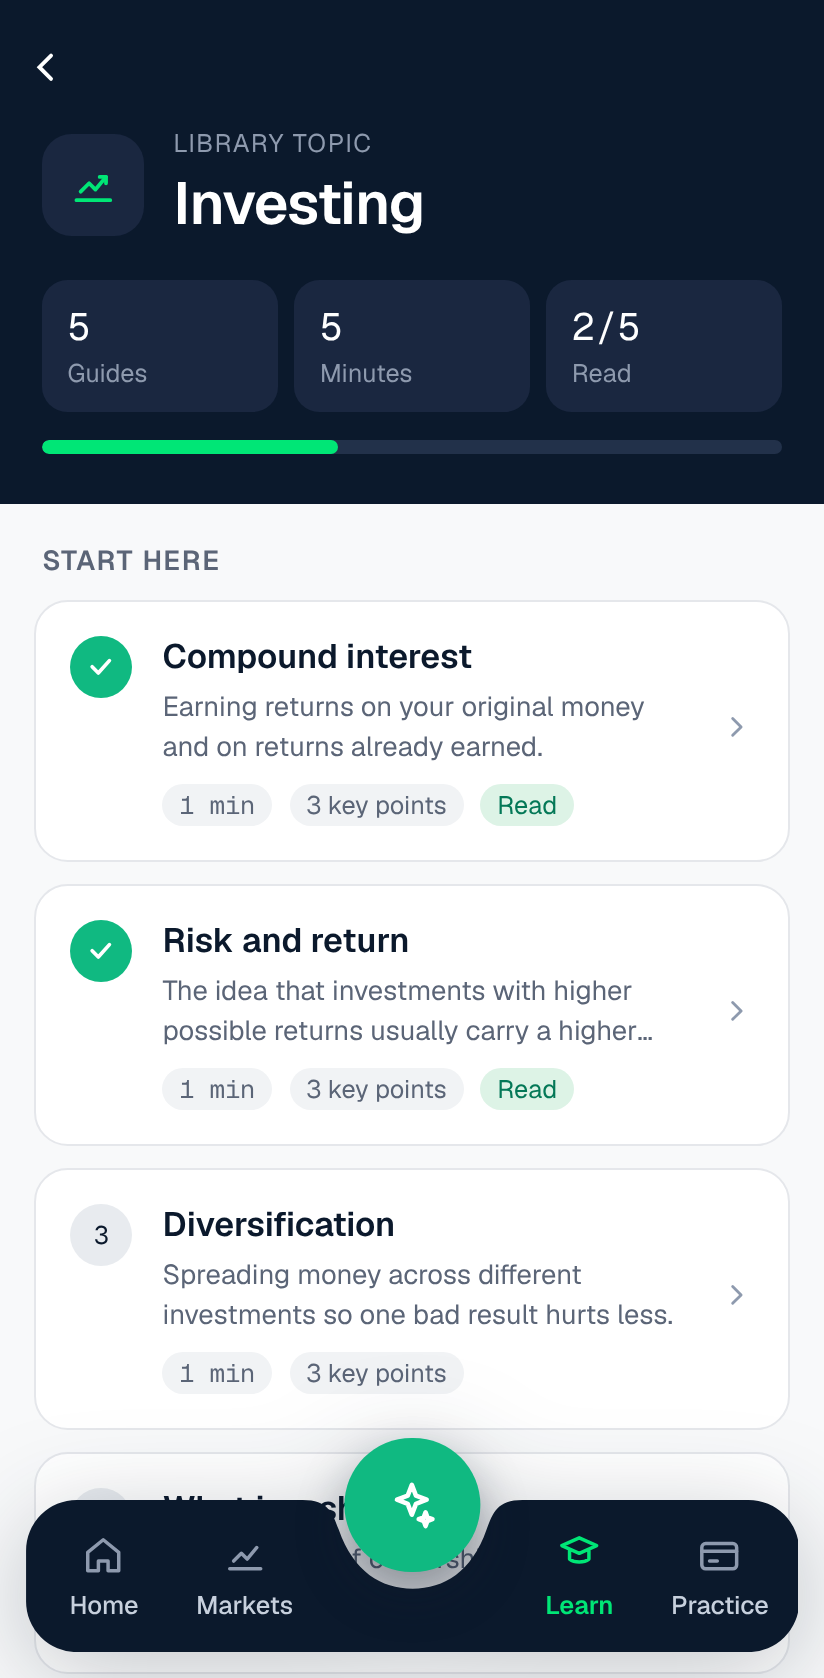 LIBRARY TOPIC
Investing
5
Guides
5
Minutes
2/5
Read
START HERE
Compound interest
Earning returns on your original money
and on returns already earned.
1 min
3 key points
Read
Risk and return
The idea that investments with higher
possible returns usually carry a higher...
1 min
3 key points
Read
3
Diversification
Spreading money across different
investments so one bad result hurts less.
1 min
3 key points
Home
Markets
Learn
Practice